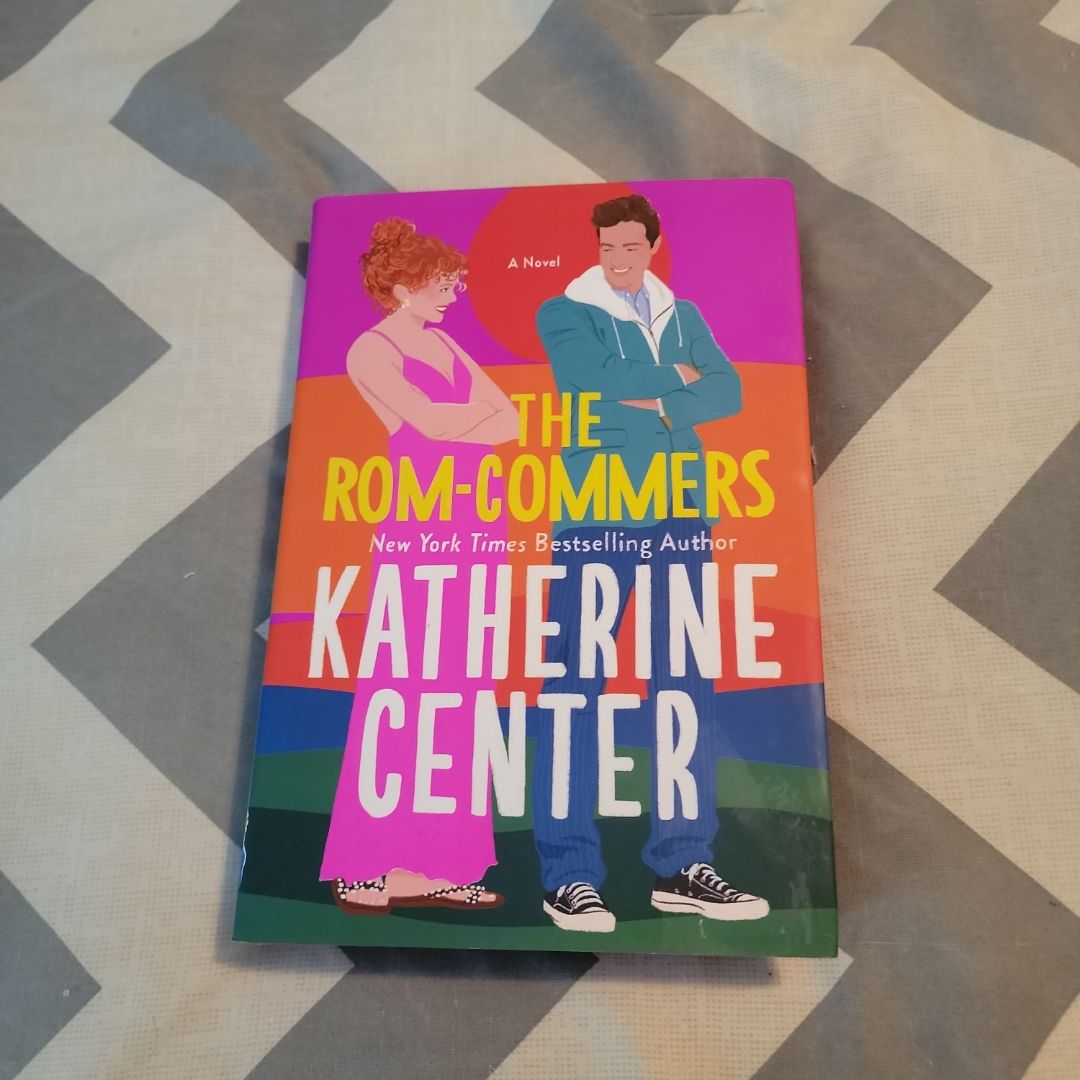 A Novel
THE
ROM-COMMERS
New York Times Bestselling Author
KATHERINE
CENTER